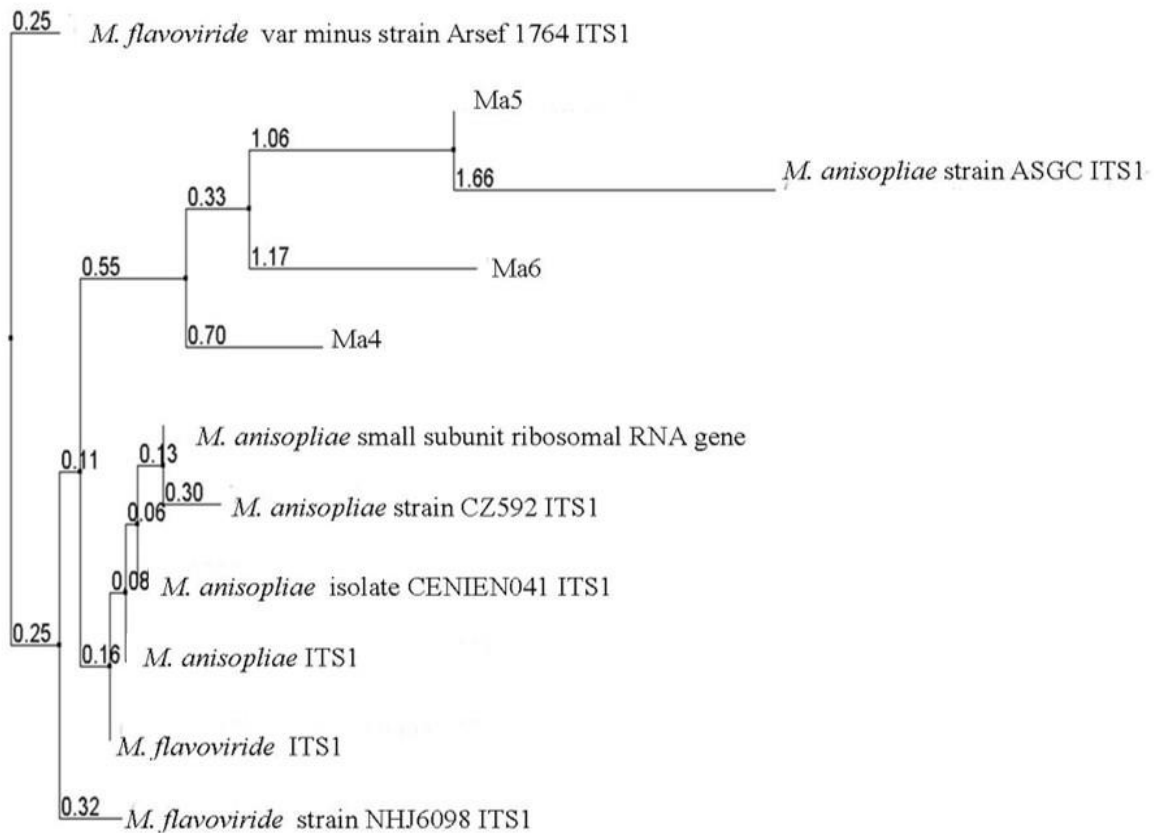 0.25
M. flavoviride var minus strain Arsef 1764 ITS1
Ma5
1.06
1.66
M. anisopliae strain ASGC ITS1
0.33
0.55
1.17
Ma6
0.70
Ma4
M. anisopliae small subunit ribosomal RNA gene
0.11
0.13
0.30
M. anisopliae strain CZ592 ITS1
0.06
0.08
M. anisopliae isolate CENIEN041 ITS1
0.25
0.16
M. anisopliae ITS1
M. flavoviride ITS1
0.32
M. flavoviride strain NHJ6098 ITS1